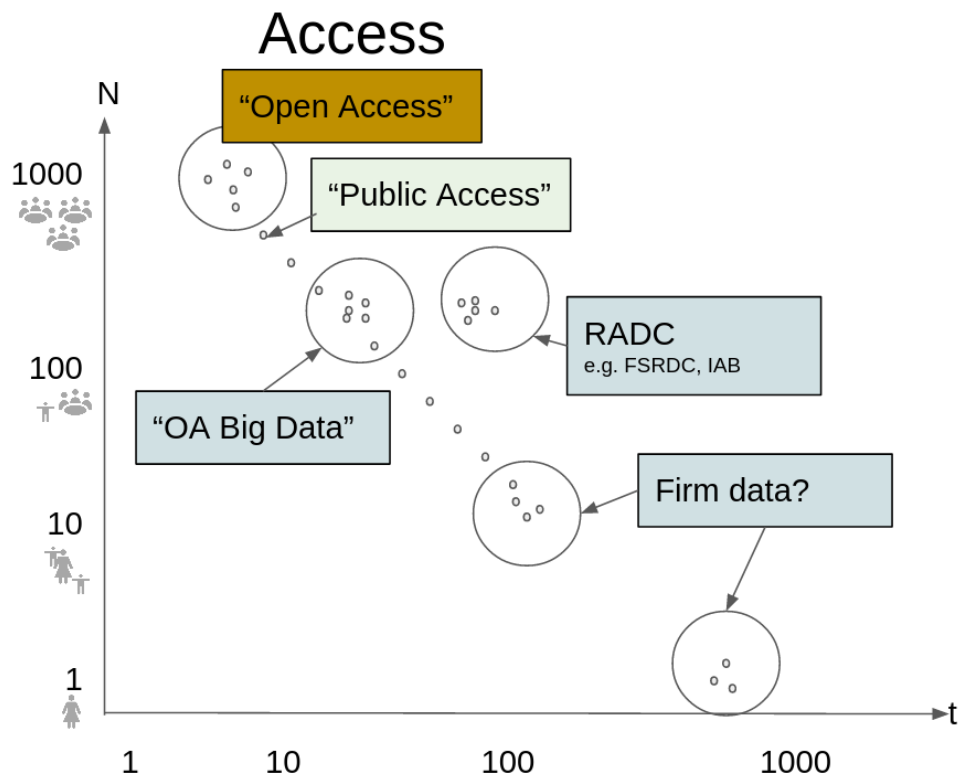 Access
N
“Open Access”
1000
“Public Access”
RADC
e.g. FSRDC, IAB
100
“OA Big Data”
Firm data?
10
1
t
1 10 100 1000